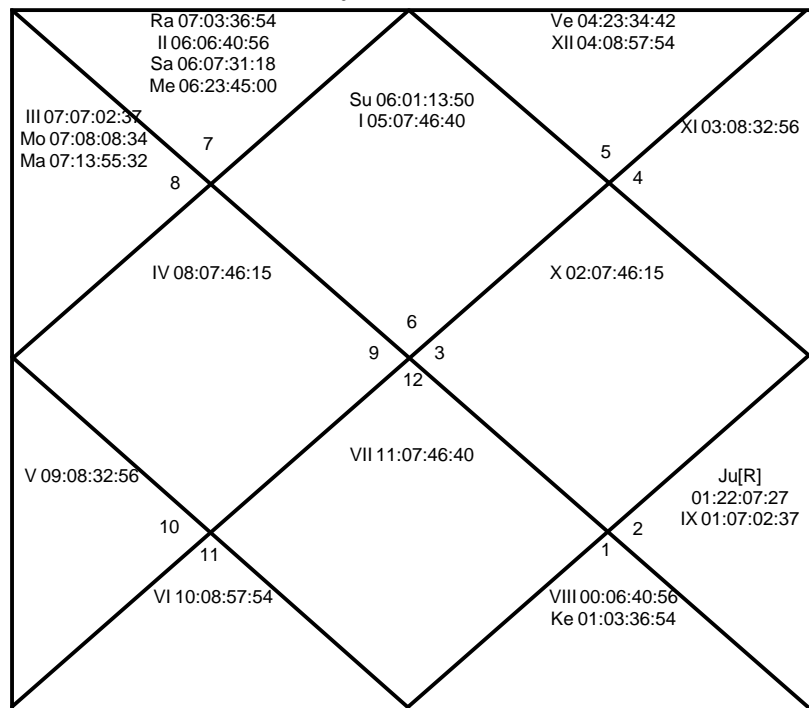 Ra 07:03:36:54
II 06:06:40:56
Sa 06:07:31:18
Me 06:23:45:00
Ve 04:23:34:42
XII 04:08:57:54
Su 06:01:13:50
I 05:07:46:40
III 07:07:02:37
Mo 07:08:08:34
Ma 07:13:55:32
XI 03:08:32:56
7
5
8
4
IV 08:07:46:15
X 02:07:46:15
6
9
3
12
VII 11:07:46:40
V 09:08:32:56
Ju[R]
01:22:07:27
IX 01:07:02:37
10
2
11
1
VI 10:08:57:54
VIII 00:06:40:56
Ke 01:03:36:54